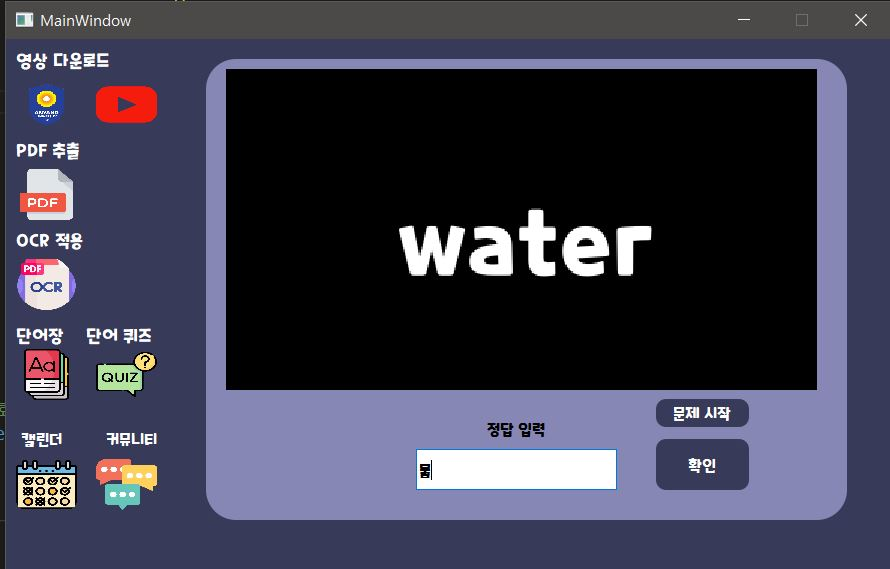 MainWindow
영상 다운로드
PDF 추출
PDF
OCR 적용
PDF
OCR
단어장 단어 퀴즈
Aa
QUIZ ?
캘린더 커뮤니티
water
문제 시작
정답 입력
물
확인